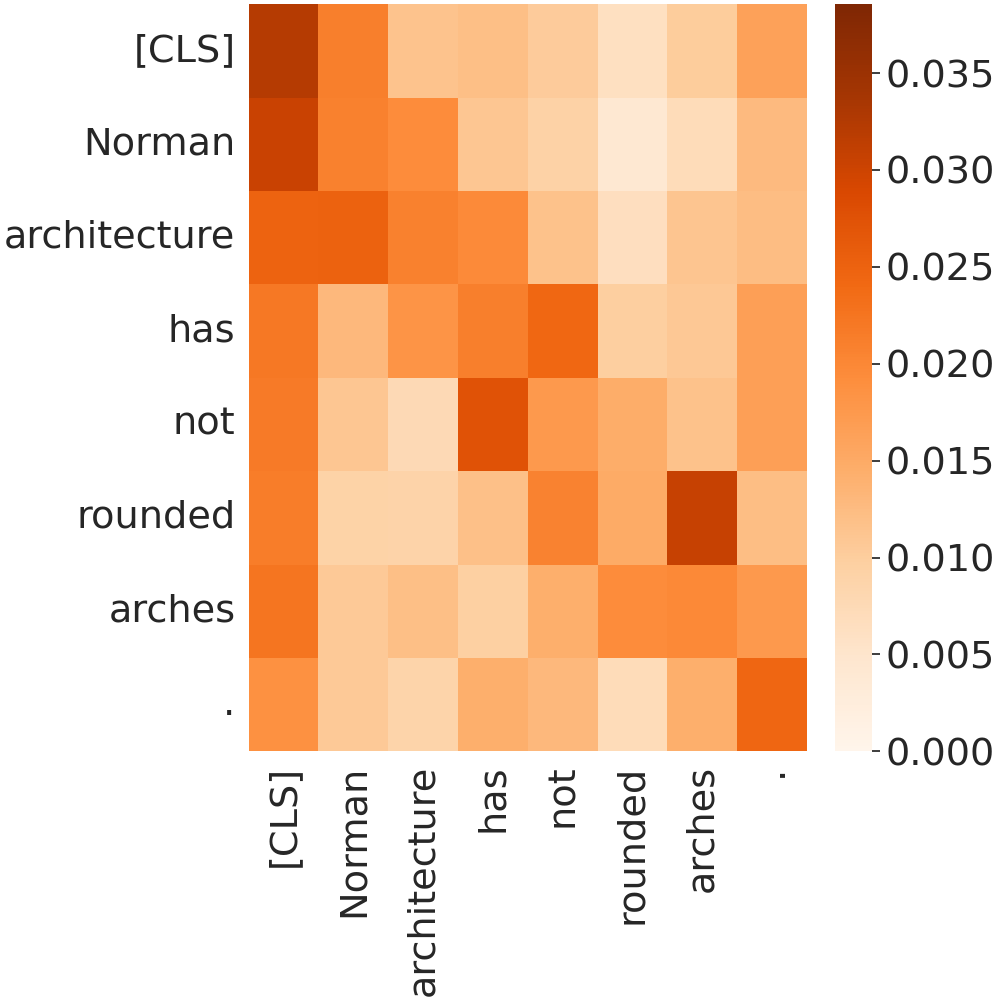 [CLS]
Norman
architecture
has
not
rounded
arches
.
[CLS]
Norman
architecture
has
not
rounded
arches
.
0.035
0.030
0.025
0.020
0.015
0.010
0.005
0.000